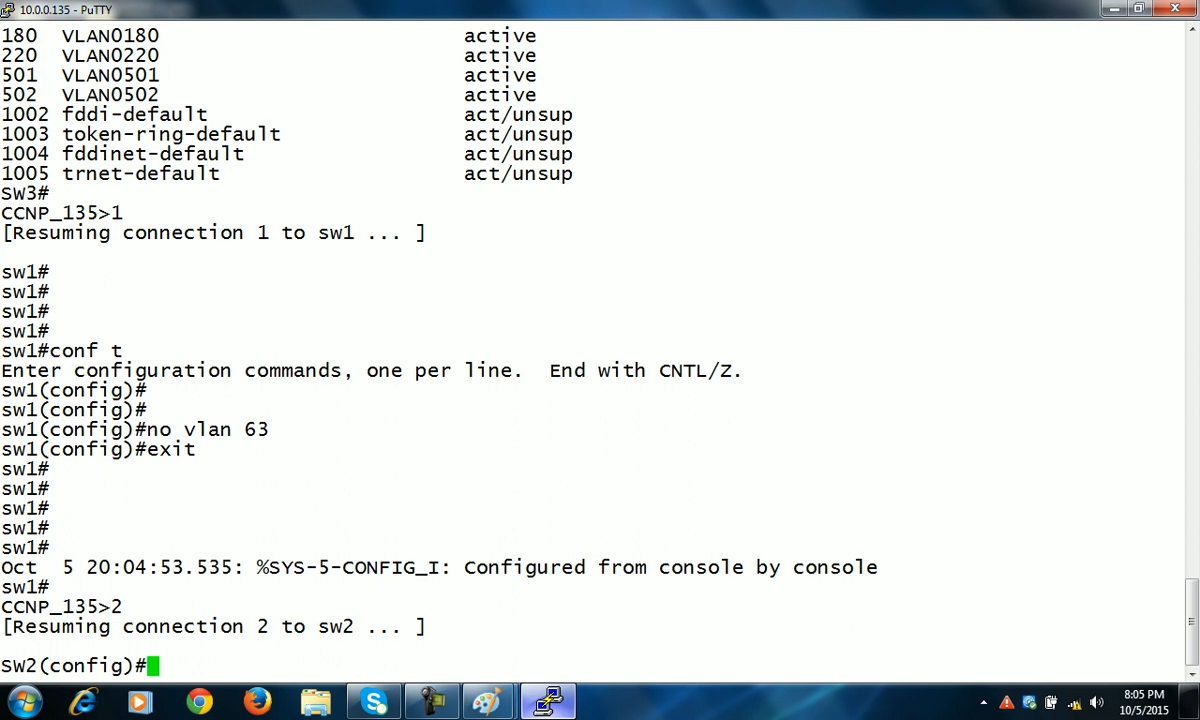 10.0.0.135 - PuTTY
180  VLAN0180                         active
220  VLAN0220                         active
501  VLAN0501                         active
502  VLAN0502                         active
1002 fddi-default                     act/unsup
1003 token-ring-default               act/unsup
1004 fddinet-default                  act/unsup
1005 trnet-default                    act/unsup
sw3#
CCNP_135>1
[Resuming connection 1 to sw1 ... ]
sw1#
sw1#
sw1#
sw1#
sw1#conf t
Enter configuration commands, one per line.  End with CNTL/Z.
sw1(config)#
sw1(config)#
sw1(config)#no vlan 63
sw1(config)#exit
sw1#
sw1#
sw1#
sw1#
sw1#
Oct  5 20:04:53.535: %SYS-5-CONFIG_I: Configured from console by console
sw1#
CCNP_135>2
[Resuming connection 2 to sw2 ... ]
sw2(config)#
8:05 PM
10/5/2015